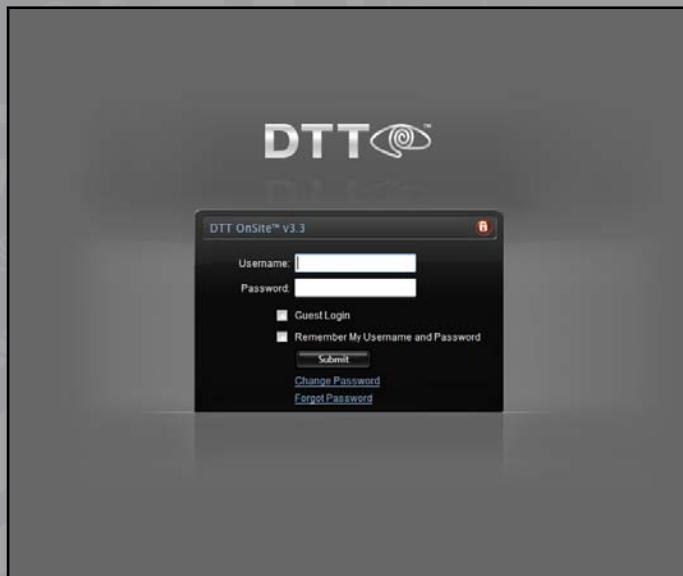 DTT™
DTT OnSite™ v3.3
Username:
Password:
Guest Login
Remember My Username and Password
Submit
Change Password
Forgot Password